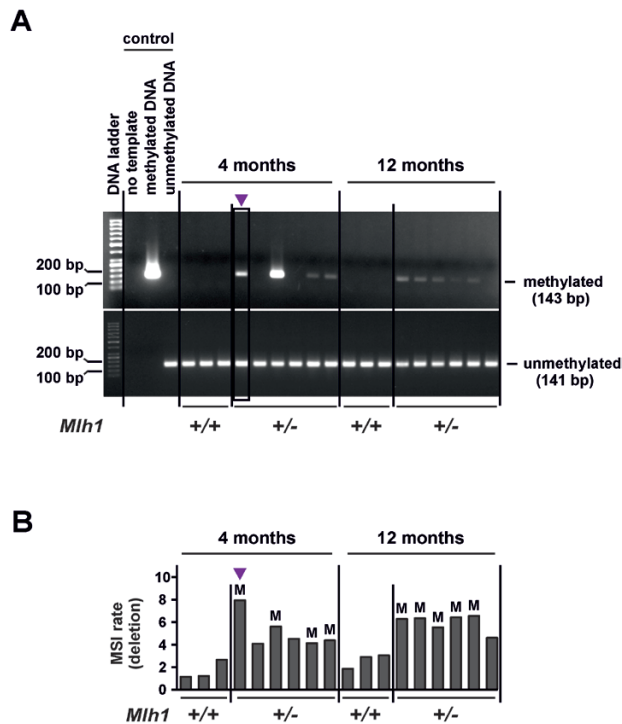 A
control
DNA ladder
no template
methylated DNA
unmethylated DNA
4 months
12 months
200 bp
100 bp
methylated
(143 bp)
200 bp
100 bp
unmethylated
(141 bp)
Mlh1
+/+
+/-
+/+
+/-
B
4 months
12 months
MSI rate
(deletion)
10
8
6
4
2
0
M
M
M
M
M
M
M
M
M
Mlh1
+/+
+/-
+/+
+/-